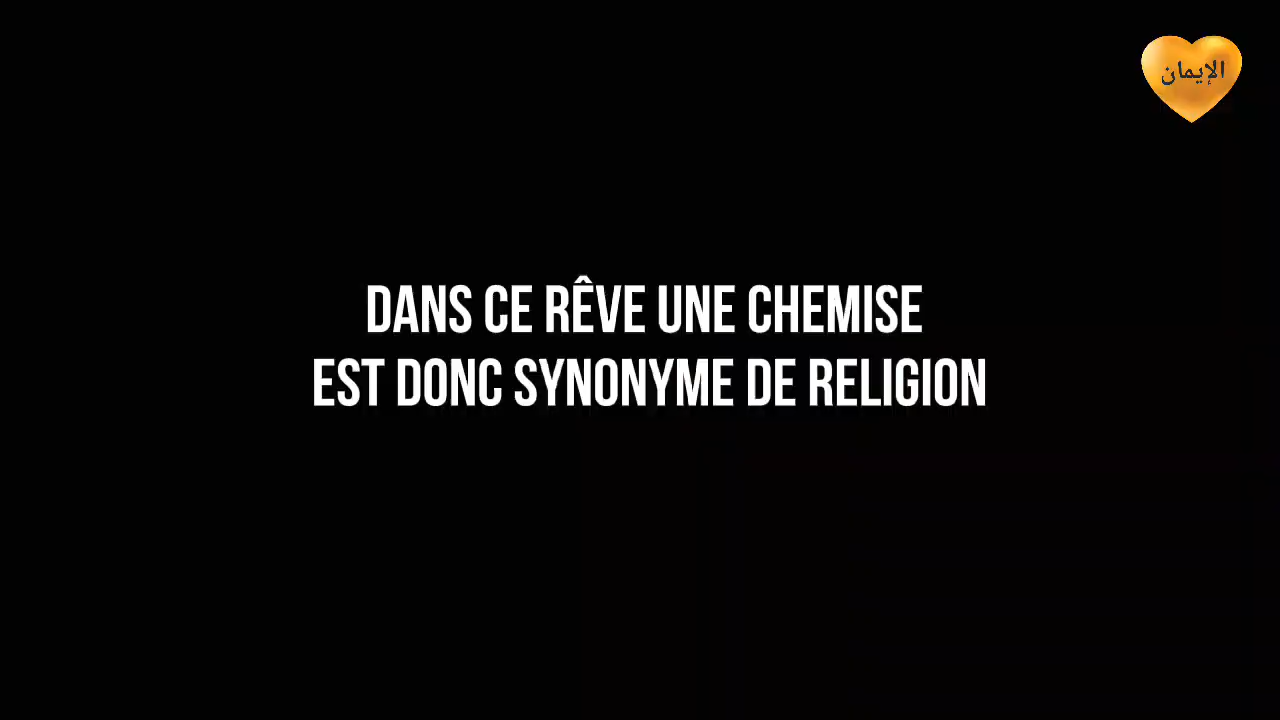 الإيمان
DANS CE RÊVE UNE CHEMISE
EST DONC SYNONYME DE RELIGION